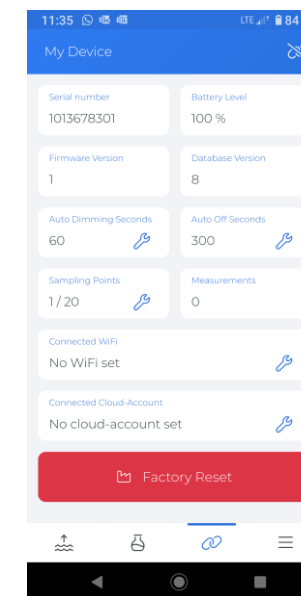 11:35 LTE 84
My Device
Serial number Battery Level
1013678301 100 %
Firmware Version Database Version
1 8
Auto Dimming Seconds Auto Off Seconds
60 300
Sampling Points Measurements
1 / 20 0
Connected WiFi
No WiFi set
Connected Cloud-Account
No cloud-account set
Factory Reset